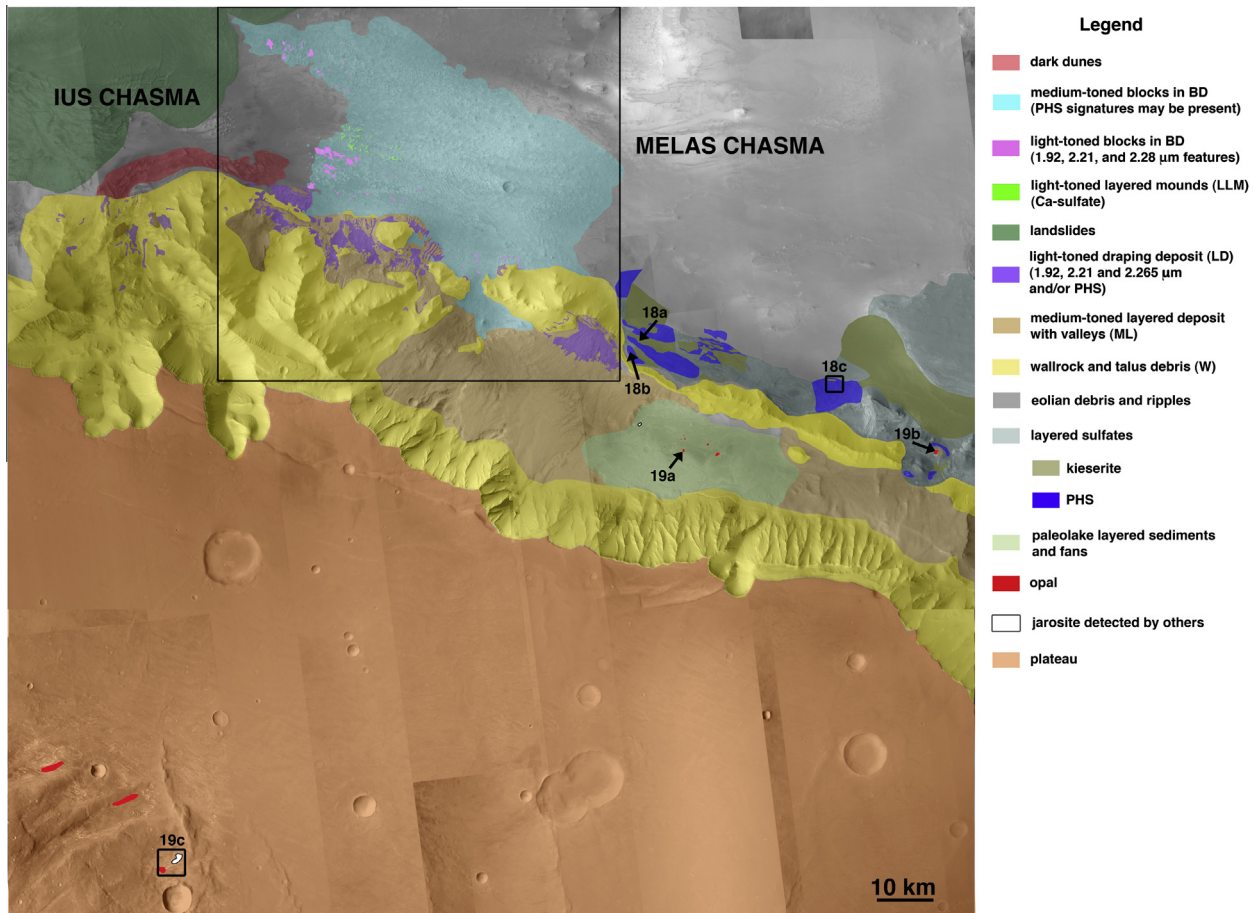 IUS CHASMA
MELAS CHASMA
18a
18b
18c
19b
19a
19c
10 km
Legend
dark dunes
medium-toned blocks in BD
(PHS signatures may be present)
light-toned blocks in BD
(1.92, 2.21, and 2.28 μm features)
light-toned layered mounds (LLM)
(Ca-sulfate)
landslides
light-toned draping deposit (LD)
(1.92, 2.21 and 2.265 μm
and/or PHS)
medium-toned layered deposit
with valleys (ML)
wallrock and talus debris (W)
eolian debris and ripples
layered sulfates
kieserite
PHS
paleolake layered sediments
and fans
opal
jarosite detected by others
plateau